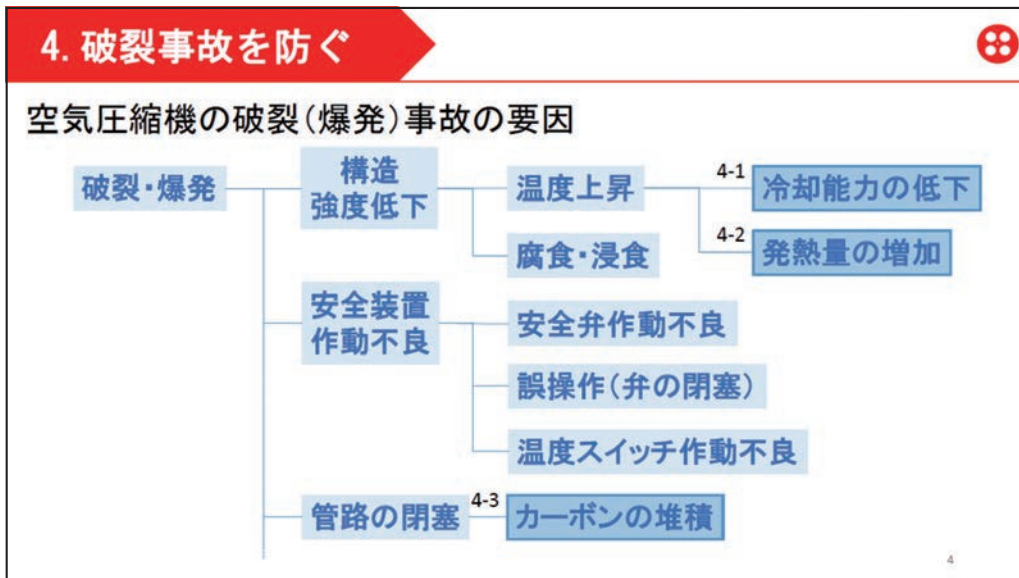 4. 破裂事故を防ぐ
空気圧縮機の破裂(爆発)事故の要因
破裂・爆発
構造
強度低下
温度上昇
4-1
冷却能力の低下
4-2
発熱量の増加
腐食・浸食
安全装置
作動不良
安全弁作動不良
誤操作(弁の閉塞)
温度スイッチ作動不良
管路の閉塞
4-3
カーボンの堆積
4